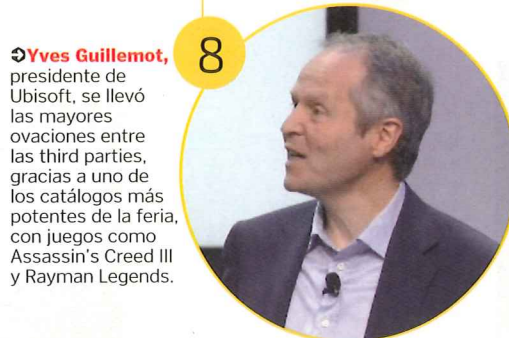 Yves Guillemot,
presidente de
Ubisoft, se llevó
las mayores
ovaciones entre
las third parties,
gracias a uno de
los catálogos más
potentes de la feria,
con juegos como
Assassin's Creed III
y Rayman Legends.
8